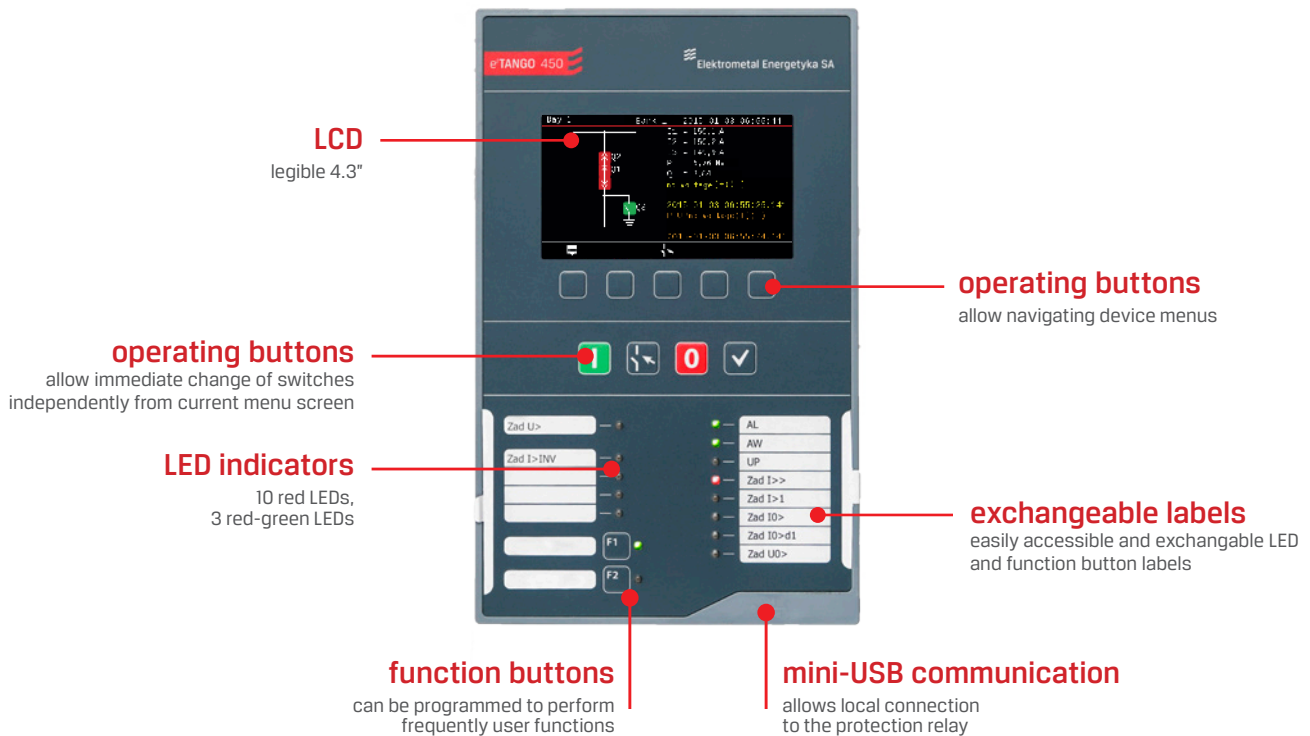 e²TANGO 450
Elektrometal Energetyka SA
LCD
legible 4.3"
Q2
Q1
operating buttons
allow navigating device menus
operating buttons
allow immediate change of switches
independently from current menu screen
1
0
LED indicators
10 red LEDs,
3 red-green LEDs
Zad U>
Zad I>INV
F1
F2
AL
AW
UP
Zad I>>
Zad I>1
Zad I0>
Zad I0>d1
Zad U0>
exchangeable labels
easily accessible and exchangable LED
and function button labels
function buttons
can be programmed to perform
frequently user functions
mini-USB communication
allows local connection
to the protection relay